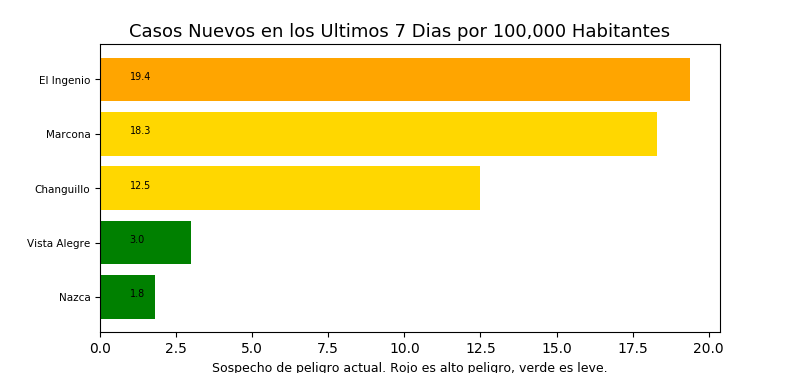 Casos Nuevos en los Ultimos 7 Dias por 100,000 Habitantes
El Ingenio 19.4
Marcona 18.3
Changuillo 12.5
Vista Alegre 3.0
Nazca 1.8
0.0 2.5 5.0 7.5 10.0 12.5 15.0 17.5 20.0
Sospecho de peligro actual. Rojo es alto peligro, verde es leve.